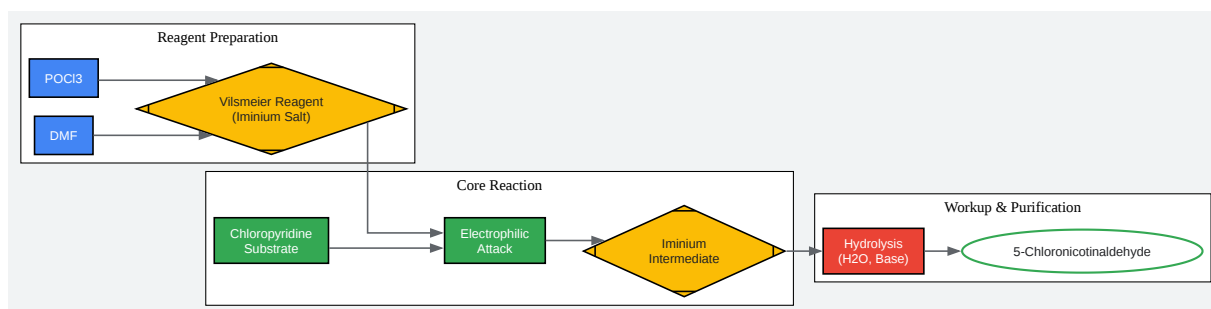 Reagent Preparation
POCl3
DMF
Vilsmeier Reagent
(Iminium Salt)
Core Reaction
Chloropyridine
Substrate
Electrophilic
Attack
Iminium
Intermediate
Workup & Purification
Hydrolysis
(H2O, Base)
5-Chloronicotinaldehyde